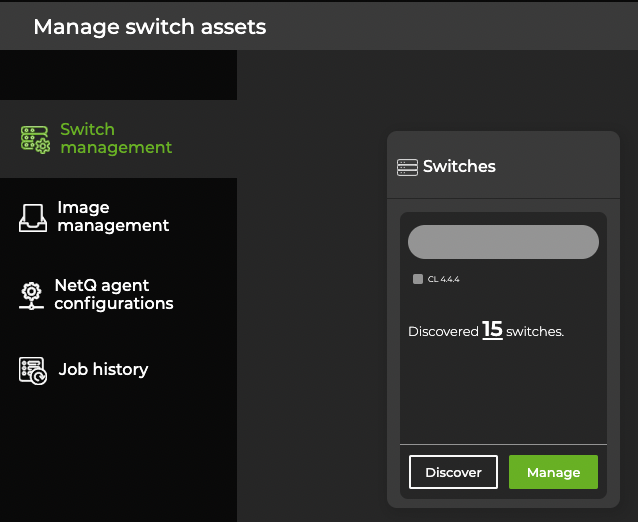 Manage switch assets
Switch
management
Image
management
NetQ agent
configurations
Job history
Switches
CL 4.4.4
Discovered 15 switches.
Discover
Manage